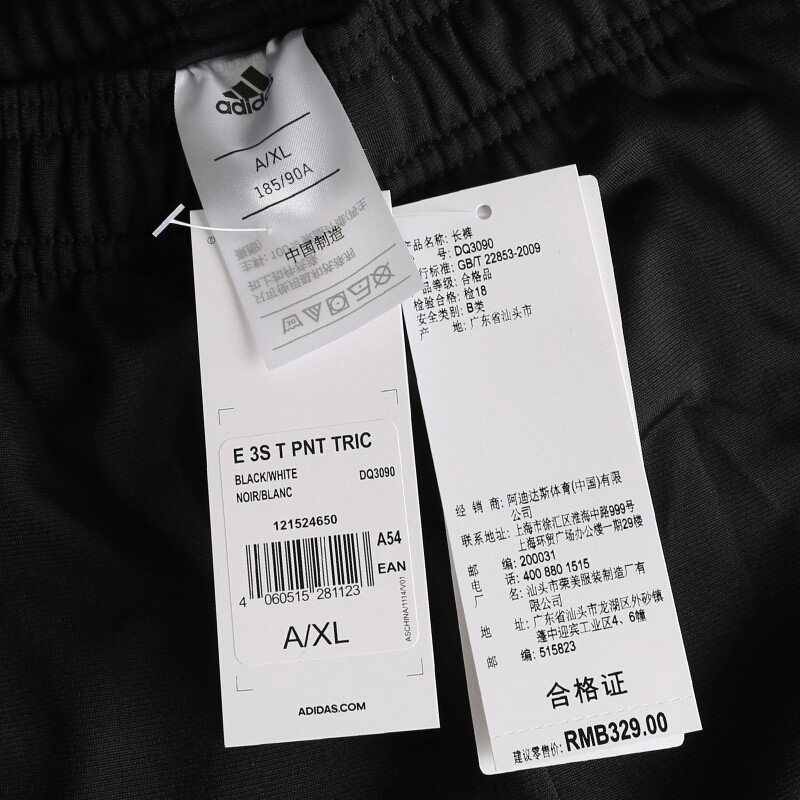 adidas
A/XL
185/90A
中国制造
E 3S T PNT TRIC
BLACK/WHITE
DQ3090
NOIR/BLANC
121524650
A54
EAN
4 060515 281123
ASCHINA/1114/V01
A/XL
ADIDAS.COM
产品名称: 长裤
号: DQ3090
行标准: GB/T 22853-2009
品等级: 合格品
检验合格: 检18
安全类别: B类
产 地: 广东省汕头市
经 销 商: 阿迪达斯体育(中国)有限
公司
联系地址: 上海市徐汇区淮海中路999号
上海环贸广场办公楼一期29楼
邮 编: 200031
电 话: 400 880 1515
厂 名: 汕头市荣美服装制造有
限公司
地 址: 广东省汕头市龙湖区外砂镇
蓬中迎宾工业区4、6幢
邮 编: 515823
合格证
建议零售价: RMB329.00